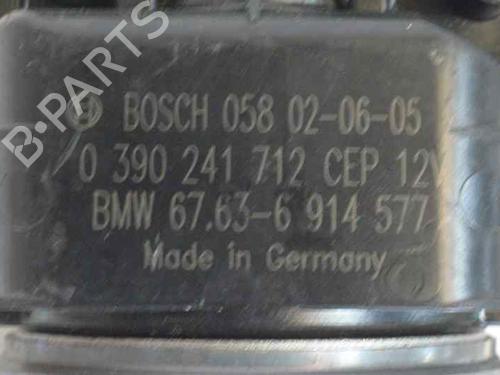 BOSCH 058 02-06-05
0 390 241 712 CEP 12V
BMW 67.63-6 914 577
Made in Germany